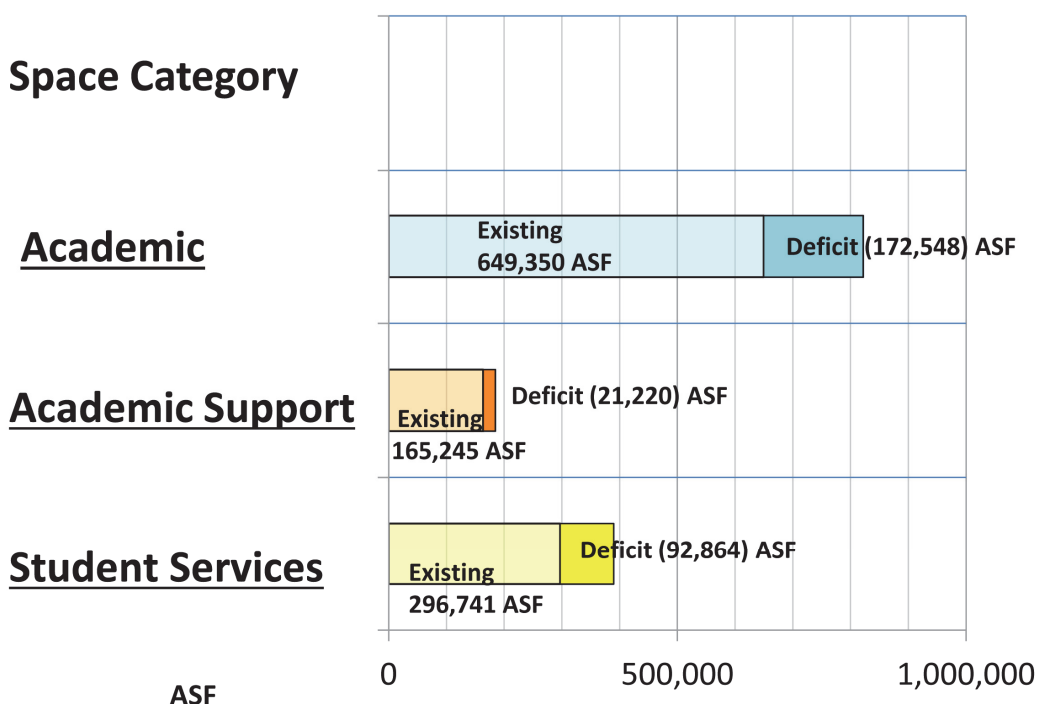 Space Category
Academic
Existing
649,350 ASF
Deficit (172,548) ASF
Academic Support
Existing
165,245 ASF
Deficit (21,220) ASF
Student Services
Existing
296,741 ASF
Deficit (92,864) ASF
0
500,000
1,000,000
ASF